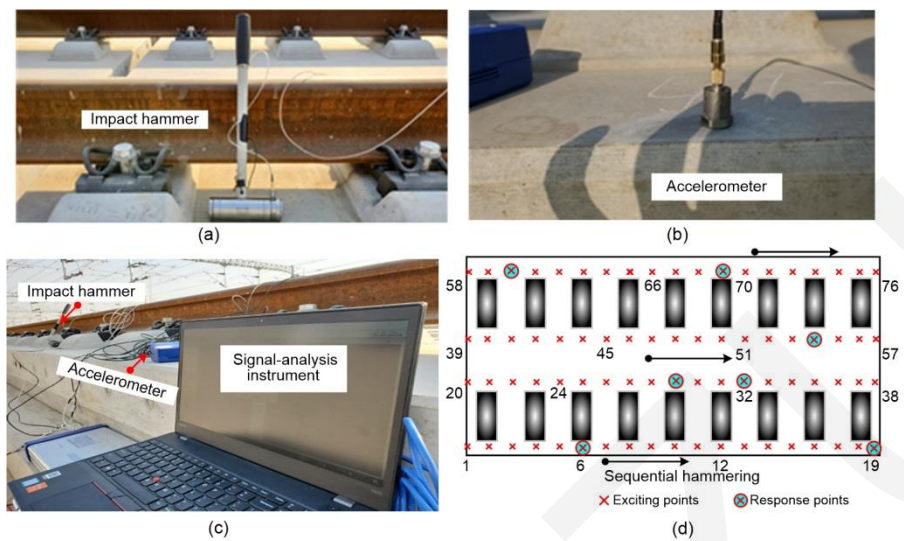 Impact hammer
(a)
Accelerometer
(b)
Impact hammer
Accelerometer
Signal-analysis
instrument
(c)
58 66 70 76
39 45 51 57
20 24 32 38
1 6 12 19
Sequential hammering
Exciting points Response points
(d)